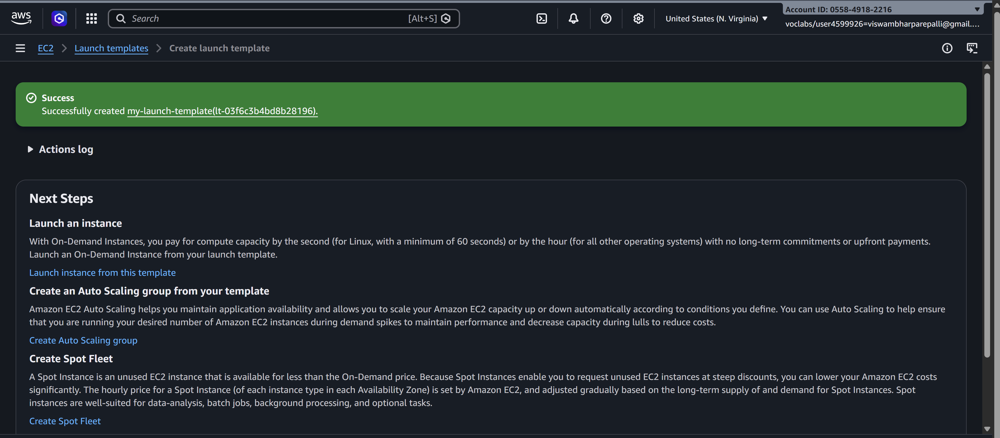 aws
Search
[Alt+S]
United States (N. Virginia)
Account ID: 0558-4918-2216
voclabs/user4599926=viswambharparepalli@gmail....
EC2
Launch templates
Create launch template
Success
Successfully created my-launch-template(lt-03f6c3b4bd8b28196).
Actions log
Next Steps
Launch an instance
With On-Demand Instances, you pay for compute capacity by the second (for Linux, with a minimum of 60 seconds) or by the hour (for all other operating systems) with no long-term commitments or upfront payments.
Launch an On-Demand Instance from your launch template.
Launch instance from this template
Create an Auto Scaling group from your template
Amazon EC2 Auto Scaling helps you maintain application availability and allows you to scale your Amazon EC2 capacity up or down automatically according to conditions you define. You can use Auto Scaling to help ensure
that you are running your desired number of Amazon EC2 instances during demand spikes to maintain performance and decrease capacity during lulls to reduce costs.
Create Auto Scaling group
Create Spot Fleet
A Spot Instance is an unused EC2 instance that is available for less than the On-Demand price. Because Spot Instances enable you to request unused EC2 instances at steep discounts, you can lower your Amazon EC2 costs
significantly. The hourly price for a Spot Instance (of each instance type in each Availability Zone) is set by Amazon EC2, and adjusted gradually based on the long-term supply of and demand for Spot Instances. Spot
instances are well-suited for data-analysis, batch jobs, background processing, and optional tasks.
Create Spot Fleet